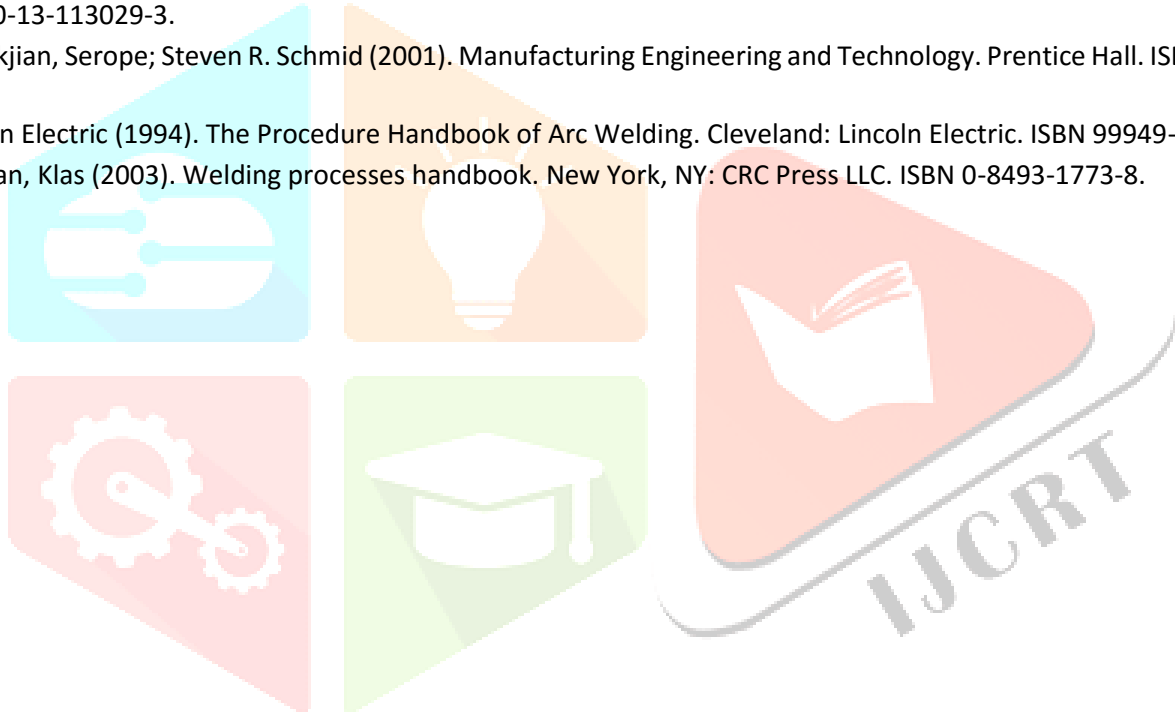 0-13-113029-3.
kjian, Serope; Steven R. Schmid (2001). Manufacturing Engineering and Technology. Prentice Hall. ISI
n Electric (1994). The Procedure Handbook of Arc Welding. Cleveland: Lincoln Electric. ISBN 99949-
an, Klas (2003). Welding processes handbook. New York, NY: CRC Press LLC. ISBN 0-8493-1773-8.
IJCRT